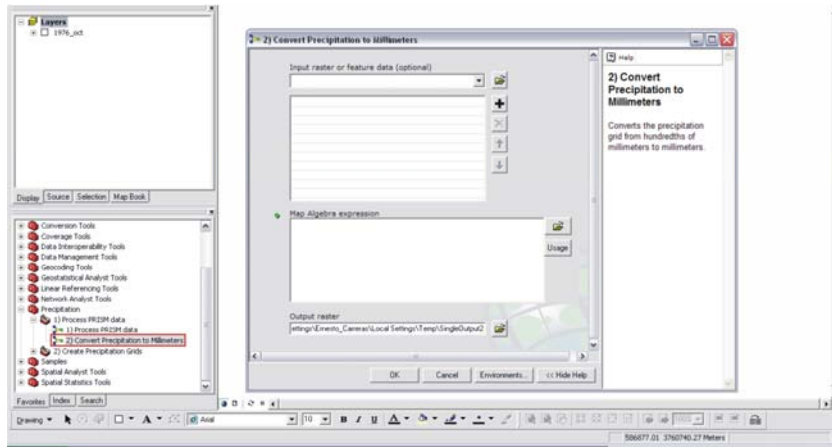 Layers
1976_oct
Display
Source
Selection
Map Book
Conversion Tools
Coverage Tools
Data Interoperability Tools
Data Management Tools
Geocoding Tools
Geostatistical Analyst Tools
Linear Referencing Tools
Network Analyst Tools
Precipitation
1) Process PRISM data
1) Process PRISM data
2) Convert Precipitation to Millimeters
2) Create Precipitation Grids
Samples
Spatial Analyst Tools
Spatial Statistics Tools
Favorites
Index
Search
2) Convert Precipitation to Millimeters
Input raster or feature data (optional)
Map Algebra expression
Usage
Output raster
ettings\Ernesto_Carreras\Local Settings\Temp\SingleOutput2
OK
Cancel
Environments...
<< Hide Help
Help
2) Convert
Precipitation to
Millimeters
Converts the precipitation
grid from hundredths of
millimeters to millimeters.
Drawing
A
Arial
10
B I U A
586877.01 3760740.27 Meters